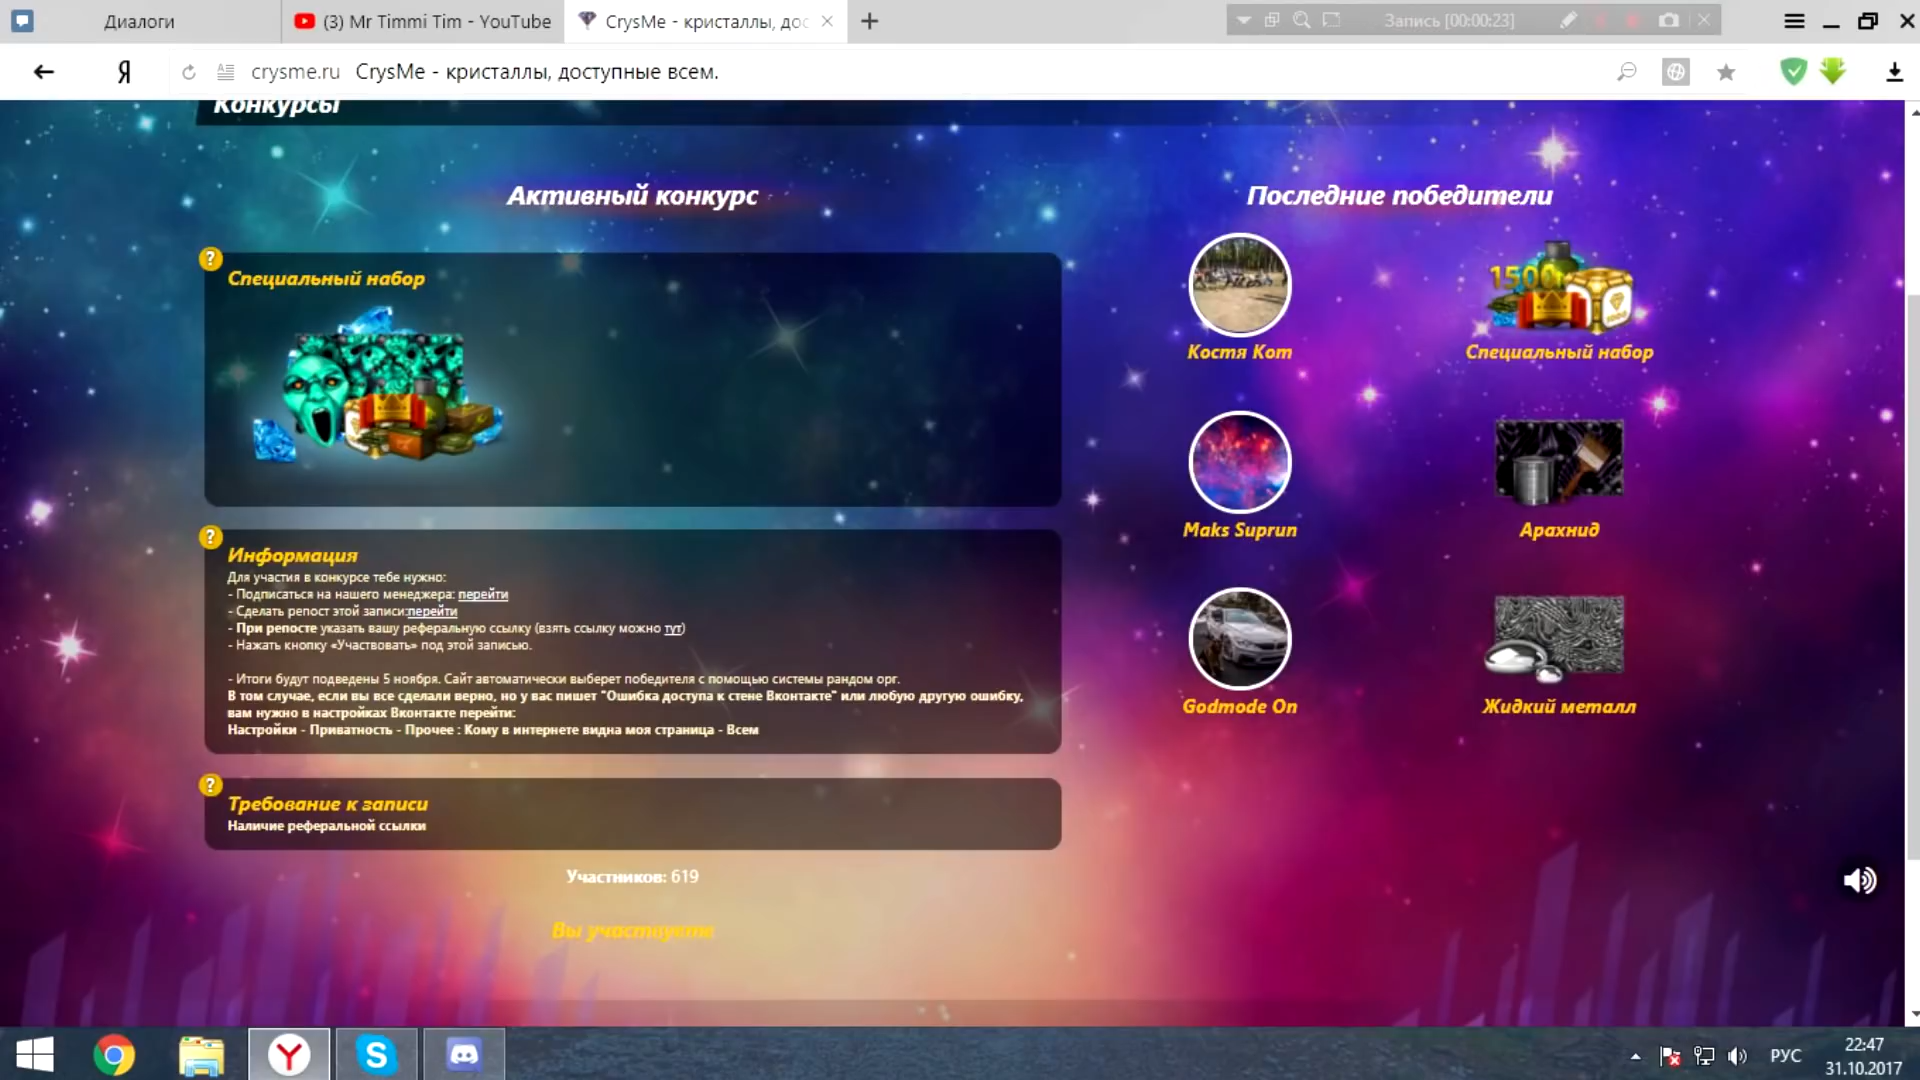 Диалоги
(3) Mr Timmi Tim - YouTube
CrysMe - кристаллы, дос
Запись [00:00:23]
Я
crysme.ru CrysMe - кристаллы, доступные всем.
Конкурсы
Активный конкурс
Последние победители
?
Специальный набор
1500
Костя Кот
Специальный набор
Maks Suprun
Арахнид
?
Информация
Для участия в конкурсе тебе нужно:
- Подписаться на нашего менеджера: перейти
- Сделать репост этой записи:перейти
- При репосте указать вашу реферальную ссылку (взять ссылку можно тут)
- Нажать кнопку «Участвовать» под этой записью.
- Итоги будут подведены 5 ноября. Сайт автоматически выберет победителя с помощью системы рандом орг.
В том случае, если вы все сделали верно, но у вас пишет "Ошибка доступа к стене Вконтакте" или любую другую ошибку,
вам нужно в настройках Вконтакте перейти:
Настройки - Приватность - Прочее : Кому в интернете видна моя страница - Всем
Godmode On
Жидкий металл
?
Требование к записи
Наличие реферальной ссылки
Участников: 619
Вы участвуете
РУС
22:47
31.10.2017